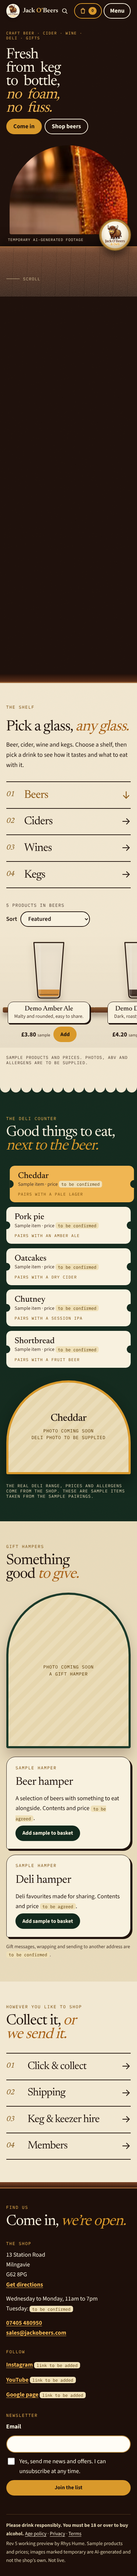 Jack O'Beers
0
Menu
CRAFT BEER · CIDER · WINE ·
DELI · GIFTS
Fresh
from keg
to bottle,
no foam,
no fuss.
Come in
Shop beers
TEMPORARY AI-GENERATED FOOTAGE
SCROLL
THE SHELF
Pick a glass, any glass.
Beer, cider, wine and kegs. Choose a shelf, then
pick a drink to see how it tastes and what to eat
with it.
01 Beers
02 Ciders
03 Wines
04 Kegs
6 PRODUCTS IN BEERS
Sort Featured
Demo Amber Ale
Malty and rounded, easy to share.
£3.80 sample Add
Dark, roast
£4.20
SAMPLE PRODUCTS AND PRICES. PHOTOS, ABV AND
ALLERGENS ARE TO BE SUPPLIED.
THE DELI COUNTER
Good things to eat,
next to the beer.
Cheddar
Sample item · price to be confirmed
PAIRS WITH A PALE LAGER
Pork pie
Sample item · price to be confirmed
PAIRS WITH AN AMBER ALE
Oatcakes
Sample item · price to be confirmed
PAIRS WITH A DRY CIDER
Chutney
Sample item · price to be confirmed
PAIRS WITH A SESSION IPA
Shortbread
Sample item · price to be confirmed
PAIRS WITH A FRUIT BEER
Cheddar
PHOTO COMING SOON
DELI PHOTO TO BE SUPPLIED
THE REAL DELI RANGE, PRICES AND ALLERGENS
COME FROM THE SHOP. THESE ARE SAMPLE ITEMS
TAKEN FROM THE SAMPLE PAIRINGS.
GIFT HAMPERS
Something
good to give.
PHOTO COMING SOON
A GIFT HAMPER
SAMPLE HAMPER
Beer hamper
A selection of beers with something to eat
alongside. Contents and price to be
agreed.
Add sample to basket
SAMPLE HAMPER
Deli hamper
Deli favourites made for sharing. Contents
and price to be agreed.
Add sample to basket
Gift messages, wrapping and sending to another address are
to be confirmed.
HOWEVER YOU LIKE TO SHOP
Collect it, or
we send it.
01 Click & collect
02 Shipping
03 Keg & keezer hire
04 Members
FIND US
Come in, we're open.
THE SHOP
13 Station Road
Milngavie
G62 8PG
Get directions
Wednesday to Monday, 11am to 7pm
Tuesday: to be confirmed
07405 480950
sales@jackobeers.com
FOLLOW
Instagram link to be added
YouTube link to be added
Google page link to be added
NEWSLETTER
Email
Yes, send me news and offers. I can
unsubscribe at any time.
Join the list
Please drink responsibly. You must be 18 or over to buy
alcohol. Age policy · Privacy · Terms
Rev 5 working preview by Rhys Hume. Sample products
and prices; images marked temporary are AI-generated and
not the shop's own. Not live.